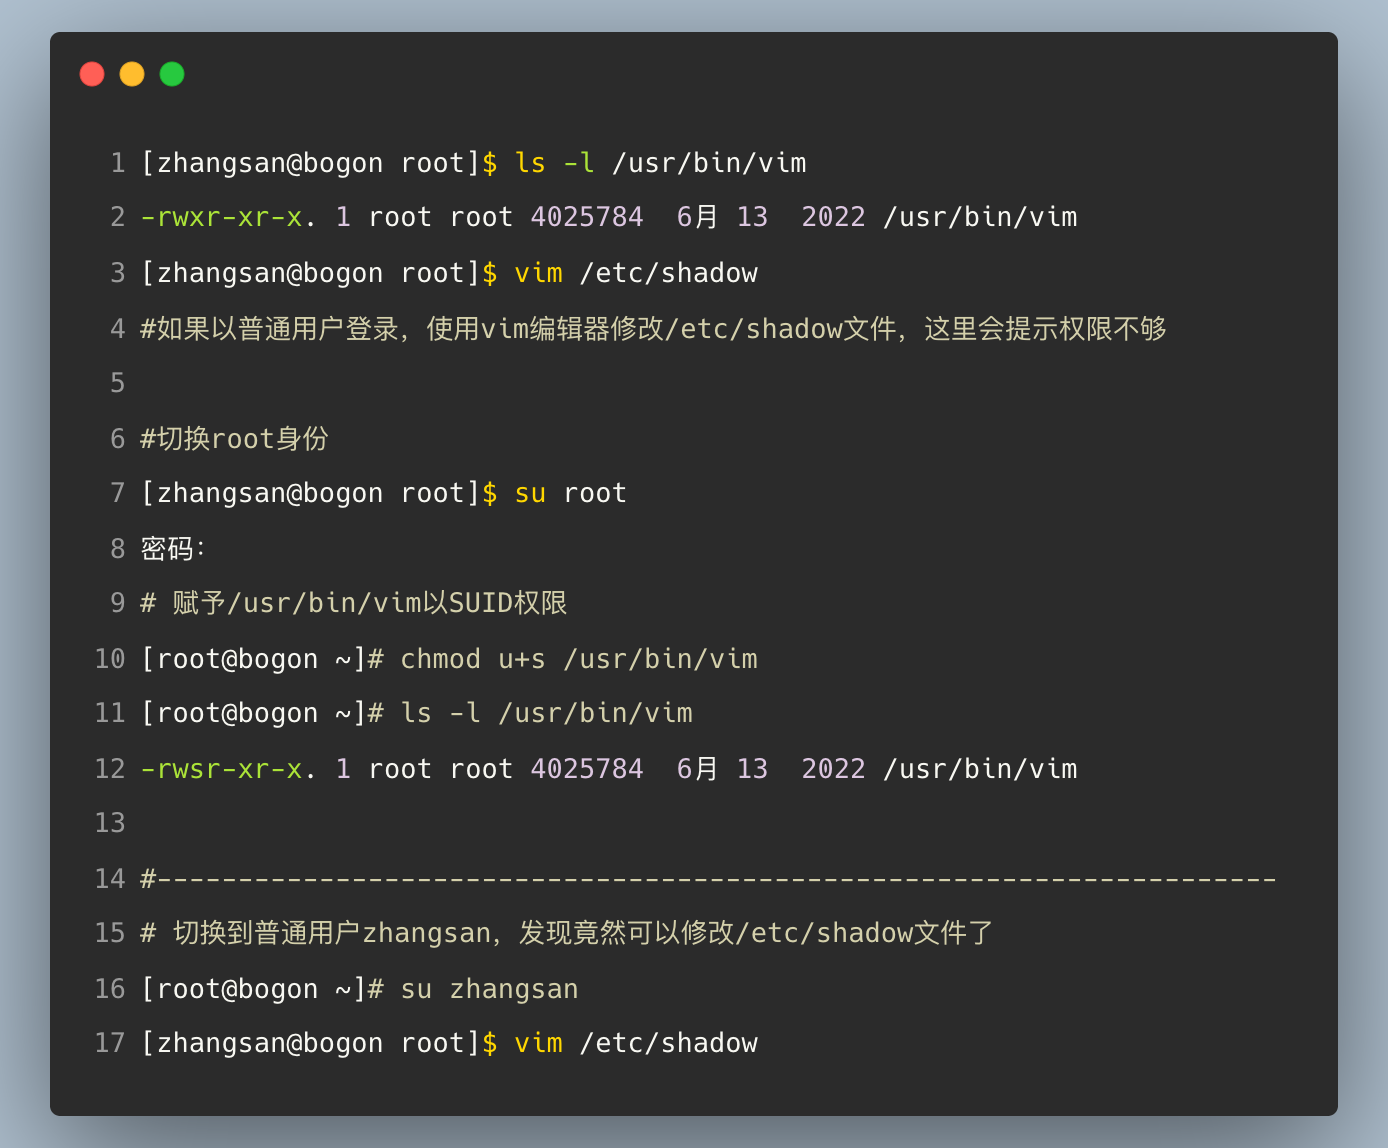 1 [zhangsan@bogon root]$ ls -l /usr/bin/vim
2 -rwxr-xr-x. 1 root root 4025784  6月 13  2022 /usr/bin/vim
3 [zhangsan@bogon root]$ vim /etc/shadow
4 #如果以普通用户登录，使用vim编辑器修改/etc/shadow文件，这里会提示权限不够
5
6 #切换root身份
7 [zhangsan@bogon root]$ su root
8 密码：
9 # 赋予/usr/bin/vim以SUID权限
10 [root@bogon ~]# chmod u+s /usr/bin/vim
11 [root@bogon ~]# ls -l /usr/bin/vim
12 -rwsr-xr-x. 1 root root 4025784  6月 13  2022 /usr/bin/vim
13
14 #---------------------------------------------------------------------
15 # 切换到普通用户zhangsan，发现竟然可以修改/etc/shadow文件了
16 [root@bogon ~]# su zhangsan
17 [zhangsan@bogon root]$ vim /etc/shadow